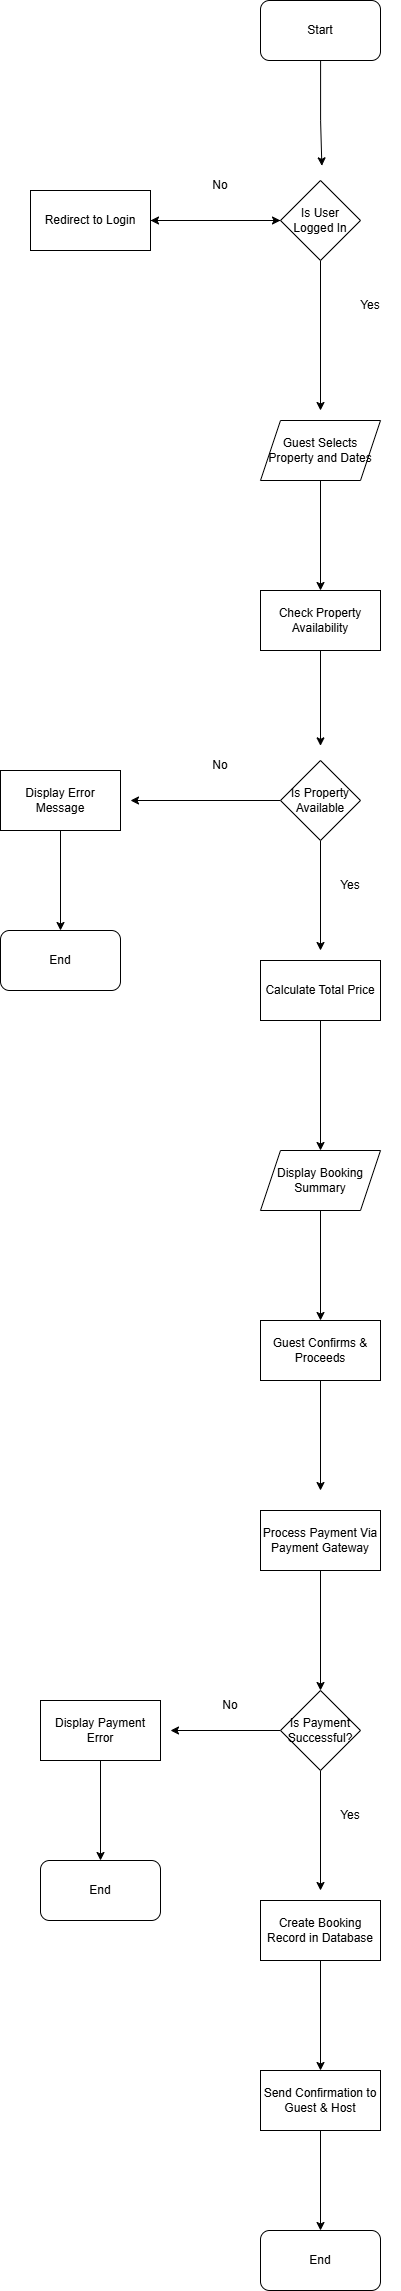 Start
No
Is User
Logged In
Redirect to Login
Yes
Guest Selects
Property and Dates
Check Property
Availability
No
Is Property
Available
Display Error
Message
Yes
End
Calculate Total Price
Display Booking
Summary
Guest Confirms &
Proceeds
Process Payment Via
Payment Gateway
No
Is Payment
Successful?
Display Payment
Error
Yes
End
Create Booking
Record in Database
Send Confirmation to
Guest & Host
End